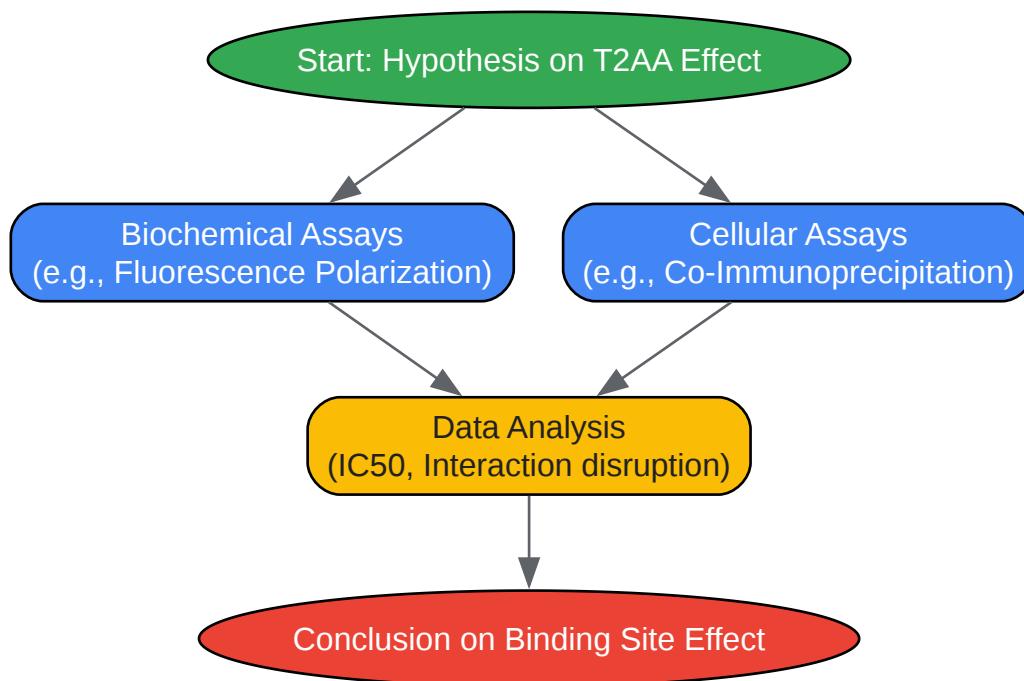 Start: Hypothesis on T2AA Effect
Biochemical Assays
(e.g., Fluorescence Polarization)
Cellular Assays
(e.g., Co-Immunoprecipitation)
Data Analysis
(IC50, Interaction disruption)
Conclusion on Binding Site Effect